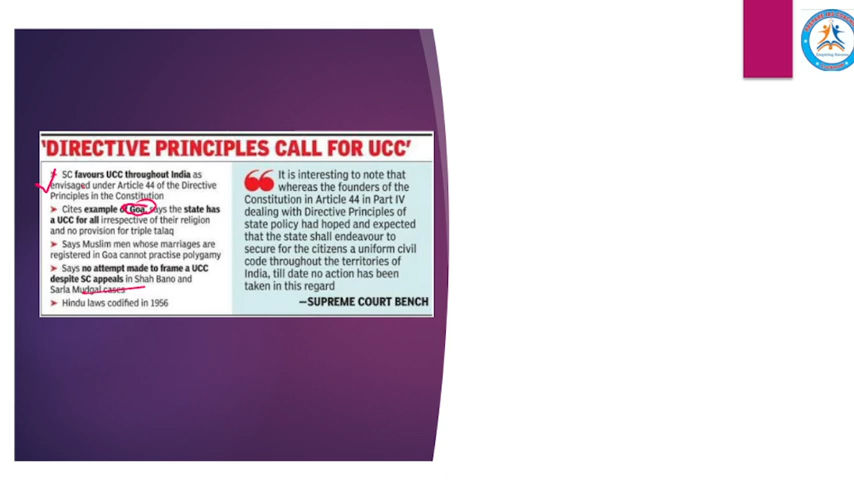 'DIRECTIVE PRINCIPLES CALL FOR UCC'
SC favours UCC throughout India as
envisaged under Article 44 of the Directive
Principles in the Constitution
➤ Cites example of Goa, says the state has
a UCC for all irrespective of their religion
and no provision for triple talaq
➤ Says Muslim men whose marriages are
registered in Goa cannot practise polygamy
➤ Says no attempt made to frame a UCC
despite SC appeals in Shah Bano and
Sarla Mudgal cases
➤ Hindu laws codified in 1956
❝ It is interesting to note that
whereas the founders of the
Constitution in Article 44 in Part IV
dealing with Directive Principles of
state policy had hoped and expected
that the state shall endeavour to
secure for the citizens a uniform civil
code throughout the territories of
India, till date no action has been
taken in this regard
—SUPREME COURT BENCH